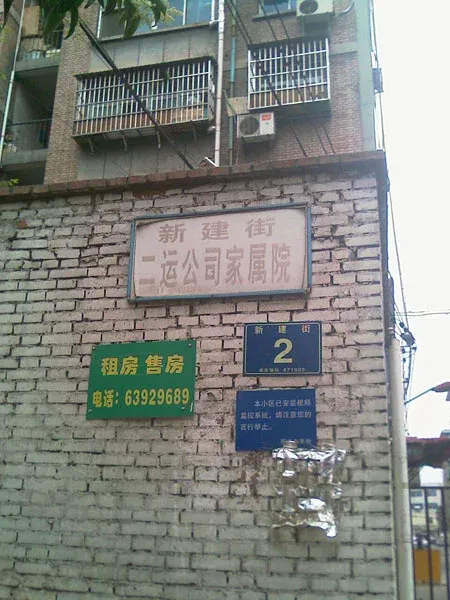 新建街
二运公司家属院
租房 售房
电话：63929689
新 建 街
2
本小区已安装视频
监控系统，请注意您的
言行举止。